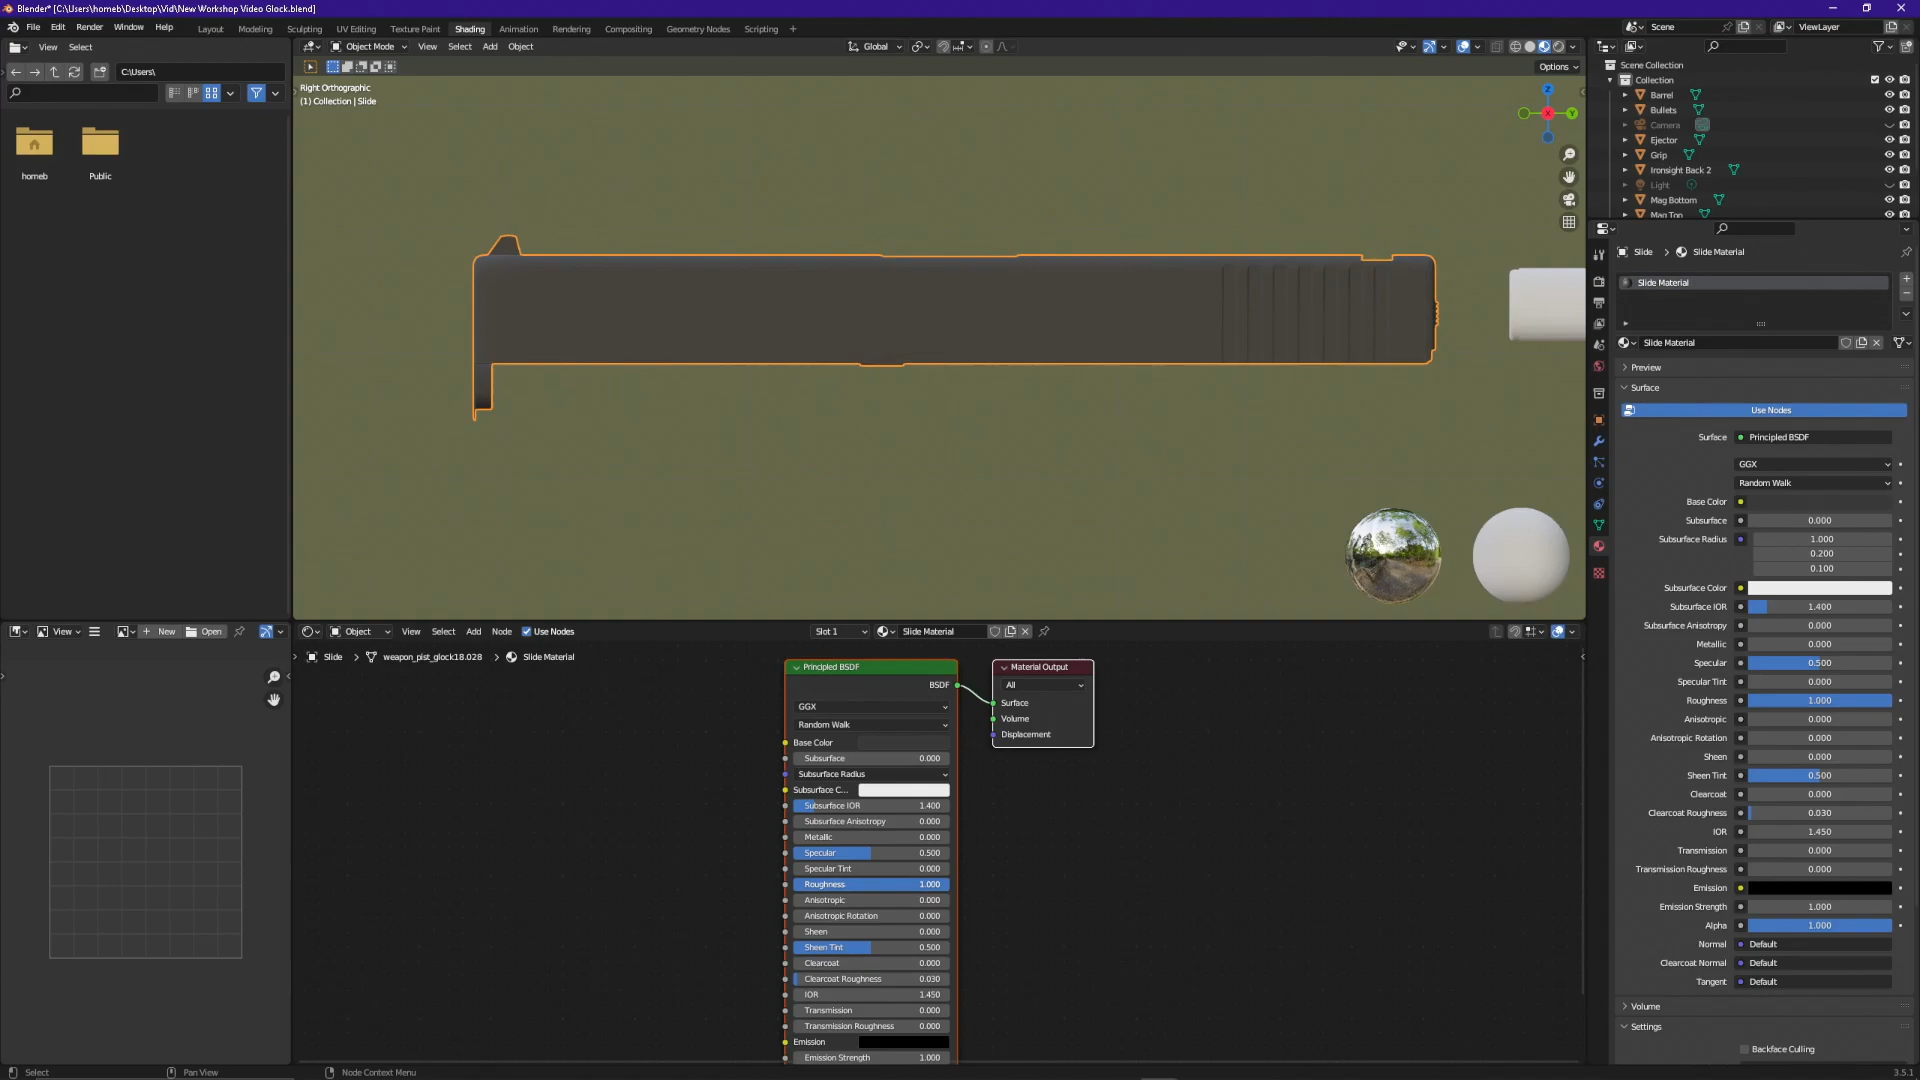 Blender* [C:\Users\homeb\Desktop\Vid\New Workshop Video Glock.blend]
File Edit Render Window Help
Layout Modeling Sculpting UV Editing Texture Paint Shading Animation Rendering Compositing Geometry Nodes Scripting +
Scene
ViewLayer
View Select
Object Mode View Select Add Object
Global
C:\Users\
Options
homeb
Public
Right Orthographic
(1) Collection | Slide
Z
Y
X
Scene Collection
Collection
Barrel
Bullets
Camera
Ejector
Grip
Ironsight Back 2
Light
Mag Bottom
Mag Top
Slide > Slide Material
Slide Material
Slide Material
Preview
Surface
Use Nodes
Surface Principled BSDF
GGX
Random Walk
Base Color
Subsurface 0.000
Subsurface Radius 1.000
0.200
0.100
Subsurface Color
Subsurface IOR 1.400
Subsurface Anisotropy 0.000
Metallic 0.000
Specular 0.500
Specular Tint 0.000
Roughness 1.000
Anisotropic 0.000
Anisotropic Rotation 0.000
Sheen 0.000
Sheen Tint 0.500
Clearcoat 0.000
Clearcoat Roughness 0.030
IOR 1.450
Transmission 0.000
Transmission Roughness 0.000
Emission
Emission Strength 1.000
Alpha 1.000
Normal Default
Clearcoat Normal Default
Tangent Default
Volume
Settings
Backface Culling
View
New
Open
Object View Select Add Node Use Nodes
Slot 1
Slide Material
Slide > weapon_pist_glock18.028 > Slide Material
Principled BSDF
BSDF
GGX
Random Walk
Base Color
Subsurface 0.000
Subsurface Radius
Subsurface C...
Subsurface IOR 1.400
Subsurface Anisotropy 0.000
Metallic 0.000
Specular 0.500
Specular Tint 0.000
Roughness 1.000
Anisotropic 0.000
Anisotropic Rotation 0.000
Sheen 0.000
Sheen Tint 0.500
Clearcoat 0.000
Clearcoat Roughness 0.030
IOR 1.450
Transmission 0.000
Transmission Roughness 0.000
Emission
Emission Strength 1.000
Material Output
All
Surface
Volume
Displacement
Select
Pan View
Node Context Menu
3.5.1